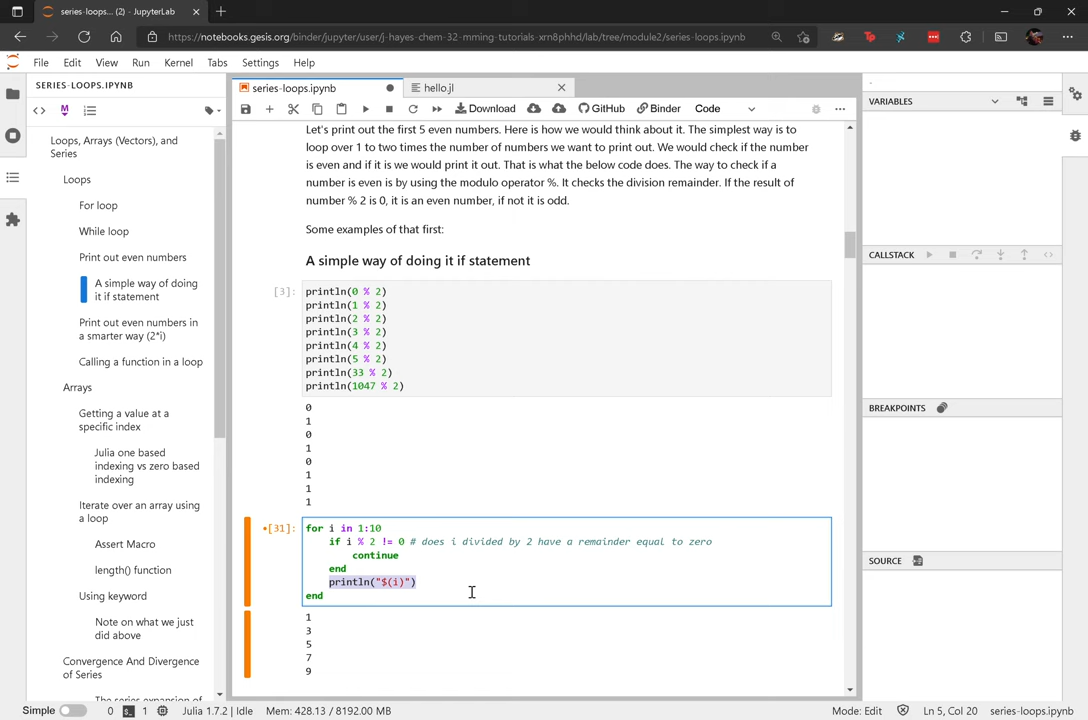 series-loops... (2) - JupyterLab
https://notebooks.gesis.org/binder/jupyter/user/j-hayes-chem-32-mming-tutorials-xrn8phhd/lab/tree/module2/series-loops.ipynb
File Edit View Run Kernel Tabs Settings Help
SERIES-LOOPS.IPYNB
Loops, Arrays (Vectors), and
Series
Loops
For loop
While loop
Print out even numbers
A simple way of doing
it if statement
Print out even numbers in
a smarter way (2*i)
Calling a function in a loop
Arrays
Getting a value at a
specific index
Julia one based
indexing vs zero based
indexing
Iterate over an array using
a loop
Assert Macro
length() function
Using keyword
Note on what we just
did above
Convergence And Divergence
of Series
The series expansion of
series-loops.ipynb
hello.jl
Download GitHub Binder Code
Let's print out the first 5 even numbers. Here is how we would think about it. The simplest way is to
loop over 1 to two times the number of numbers we want to print out. We would check if the number
is even and if it is we would print it out. That is what the below code does. The way to check if a
number is even is by using the modulo operator %. It checks the division remainder. If the result of
number % 2 is 0, it is an even number, if not it is odd.
Some examples of that first:
A simple way of doing it if statement
[3]:
println(0 % 2)
println(1 % 2)
println(2 % 2)
println(3 % 2)
println(4 % 2)
println(5 % 2)
println(33 % 2)
println(1047 % 2)
0
1
0
1
0
1
1
1
•[31]:
for i in 1:10
if i % 2 != 0 # does i divided by 2 have a remainder equal to zero
continue
end
println("$(i)")
end
1
3
5
7
9
VARIABLES
CALLSTACK
BREAKPOINTS
SOURCE
Simple 0 1 Julia 1.7.2 | Idle Mem: 428.13 / 8192.00 MB Mode: Edit Ln 5, Col 20 series-loops.ipynb